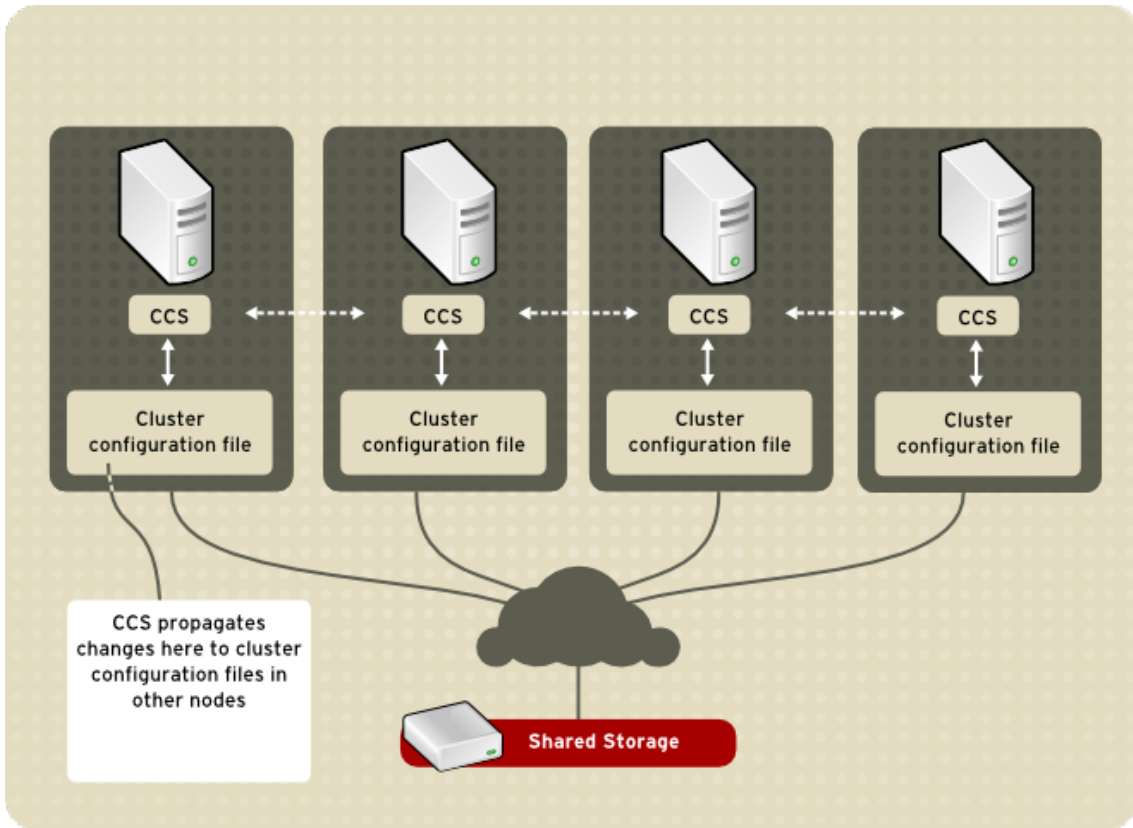 CCS
CCS
CCS
CCS
Cluster
configuration file
Cluster
configuration file
Cluster
configuration file
Cluster
configuration file
CCS propagates
changes here to cluster
configuration files in
other nodes
Shared Storage